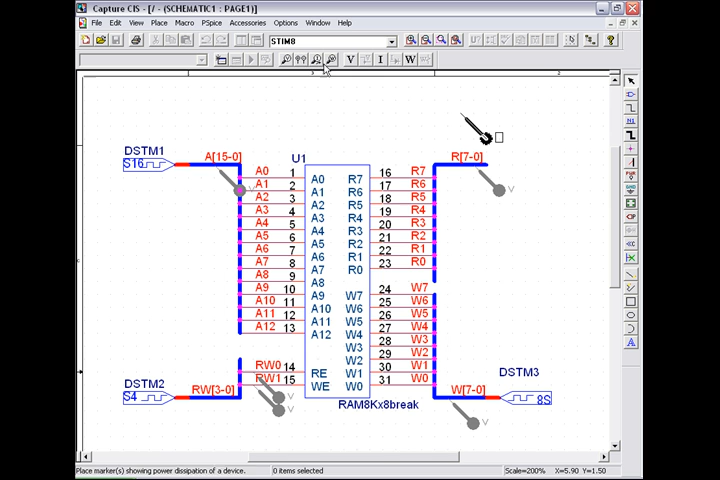 Capture CIS - [/ - (SCHEMATIC1 : PAGE1)]
File Edit View Place Macro PSpice Accessories Options Window Help
STIM8
V I W
3 2
DSTM1 A[15-0] U1 R[7-0]
S16
A0 1 A0 R7 16 R7
A1 2 A1 R6 17 R6
A2 3 A2 R5 18 R5
A3 4 A3 R4 19 R4
A4 5 A4 R3 20 R3
A5 6 A5 R2 21 R2
A6 7 A6 R1 22 R1
A7 8 A7 R0 23 R0
A8 9 A8
A9 10 A9 W7 24 W7
A10 11 A10 W6 25 W6
A11 12 A11 W5 26 W5
A12 13 A12 W4 27 W4
W3 28 W3
W2 29 W2
RW0 14 RE W1 30 W1
RW1 15 WE W0 31 W0
DSTM2 RW[3-0] W[7-0] DSTM3
S4 8S
RAM8Kx8break
V V V V V
Place marker(s) showing power dissipation of a device. 0 items selected Scale=200% X=5.90 Y=1.50